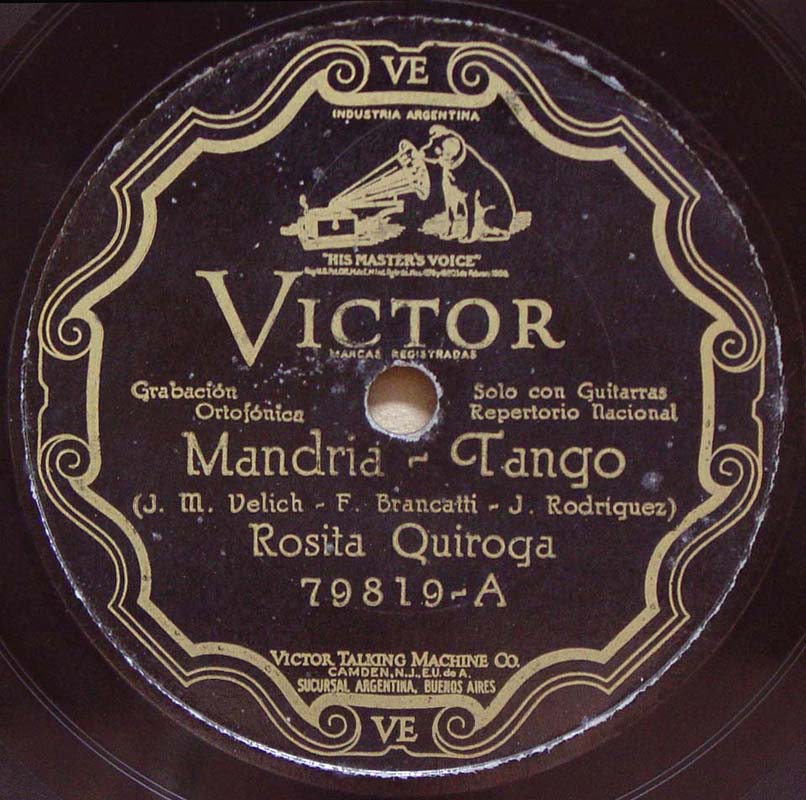 VE
INDUSTRIA ARGENTINA
"HIS MASTER'S VOICE"
VICTOR
MARCAS REGISTRADAS
Grabación Solo con Guitarras
Ortofónica Repertorio Nacional
Mandria - Tango
(J. M. Velich - F. Brancatti - J. Rodríguez)
Rosita Quiroga
79819-A
VICTOR TALKING MACHINE CO.
CAMDEN, N.J., E.U. de A.
SUCURSAL ARGENTINA, BUENOS AIRES
VE